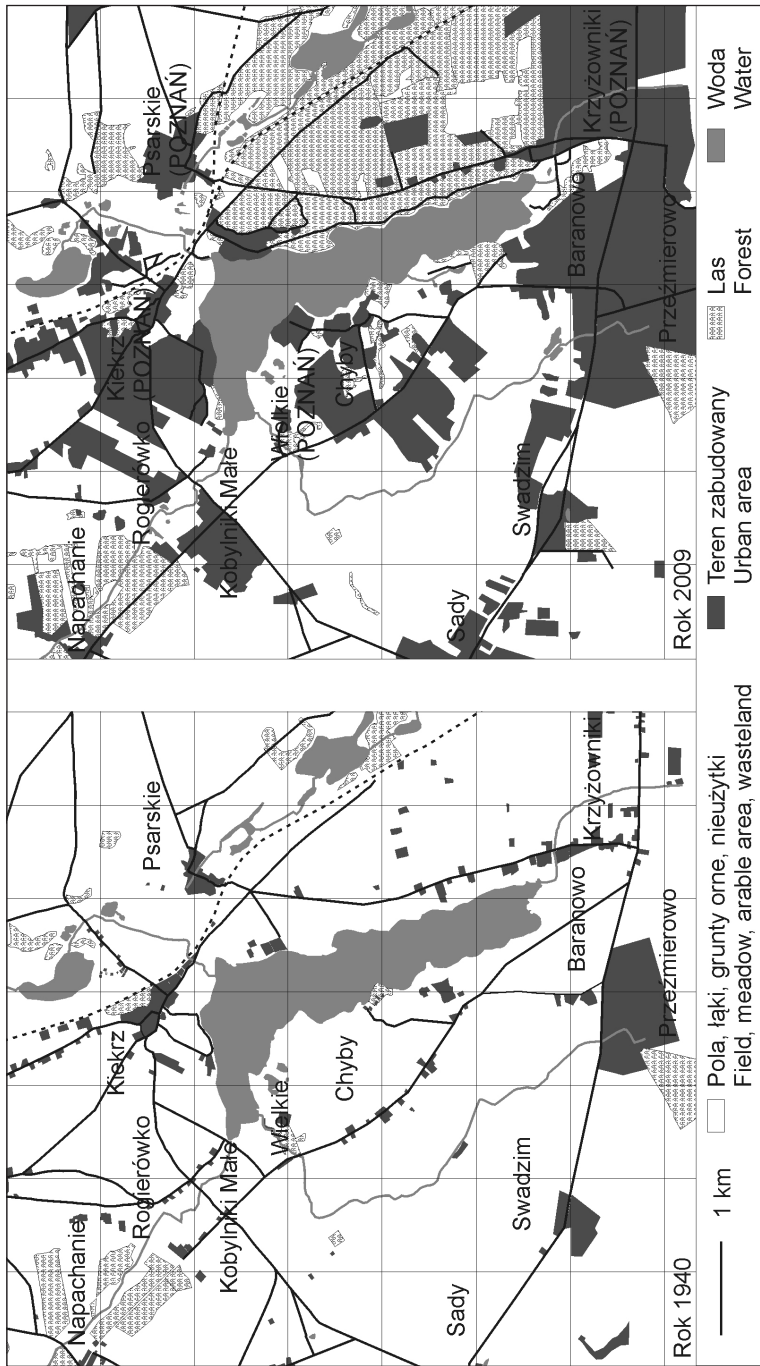 Napachanie
Rogierówko
Kiekrz
Psarskie
Kobylniki Małe
Wielkie
Chyby
Sady
Swadzim
Baranowo
Krzyżowniki
Przeźmierowo
Rok 1940
Napachanie
Rogierówko
Kiekrz
(POZNAŃ)
Psarskie
(POZNAŃ)
Kobylniki Małe
Wielkie
(POZNAŃ)
Chyby
Sady
Swadzim
Baranowo
Krzyżowniki
(POZNAŃ)
Przeźmierowo
Rok 2009
1 km
Pola, łąki, grunty orne, nieużytki
Field, meadow, arable area, wasteland
Teren zabudowany
Urban area
Las
Forest
Woda
Water